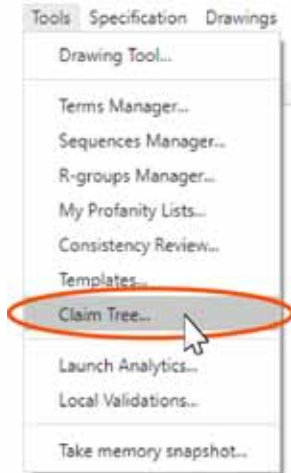 Tools Specification Drawings
Drawing Tool...
Terms Manager...
Sequences Manager...
R-groups Manager...
My Profanity Lists...
Consistency Review...
Templates...
Claim Tree...
Launch Analytics...
Local Validations...
Take memory snapshot...